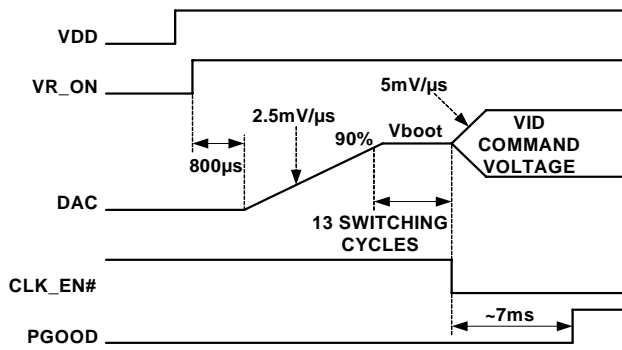 VDD
VR_ON
5mV/µs
2.5mV/µs
90%
Vboot
VID
COMMAND
VOLTAGE
800µs
DAC
13 SWITCHING
CYCLES
CLK_EN#
~7ms
PGOOD